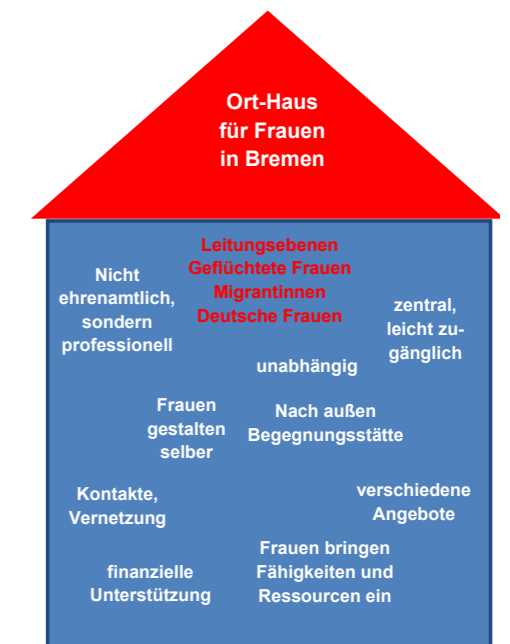 Ort-Haus
für Frauen
in Bremen
Leitungsebenen
Geflüchtete Frauen
Migrantinnen
Deutsche Frauen
Nicht
ehrenamtlich,
sondern
professionell
zentral,
leicht zu-
gänglich
unabhängig
Frauen
gestalten
selber
Nach außen
Begegnungsstätte
Kontakte,
Vernetzung
verschiedene
Angebote
finanzielle
Unterstützung
Frauen bringen
Fähigkeiten und
Ressourcen ein